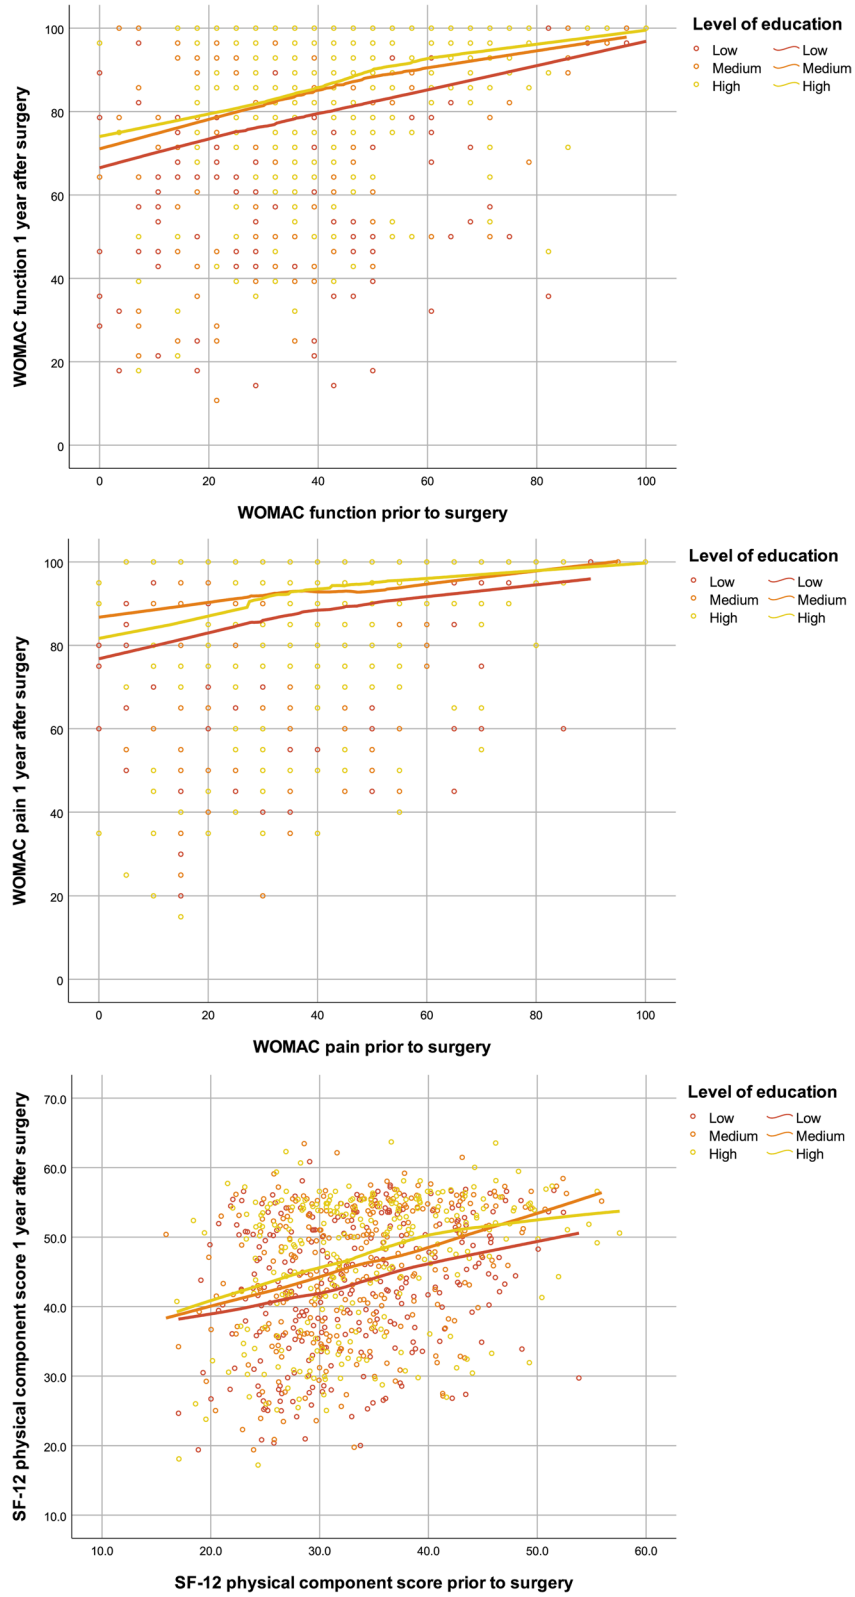 Level of education
Low Low
Medium Medium
High High
100
80
60
40
20
0
WOMAC function 1 year after surgery
0 20 40 60 80 100
WOMAC function prior to surgery
Level of education
Low Low
Medium Medium
High High
100
80
60
40
20
0
WOMAC pain 1 year after surgery
0 20 40 60 80 100
WOMAC pain prior to surgery
Level of education
Low Low
Medium Medium
High High
70.0
60.0
50.0
40.0
30.0
20.0
10.0
SF-12 physical component score 1 year after surgery
10.0 20.0 30.0 40.0 50.0 60.0
SF-12 physical component score prior to surgery